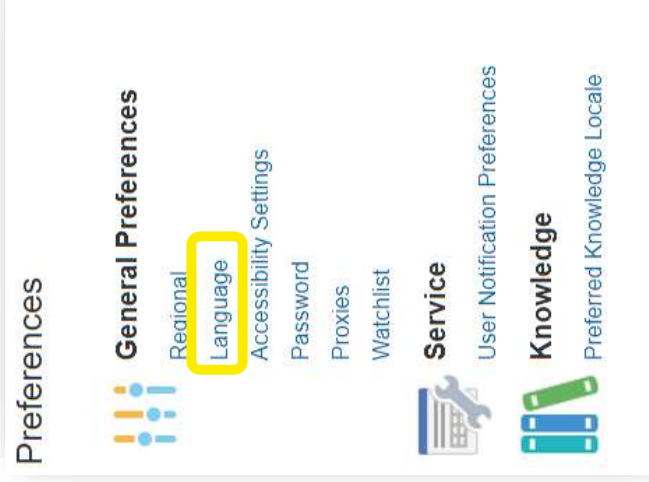 Preferences
General Preferences
Regional
Language
Accessibility Settings
Password
Proxies
Watchlist
Service
User Notification Preferences
Knowledge
Preferred Knowledge Locale